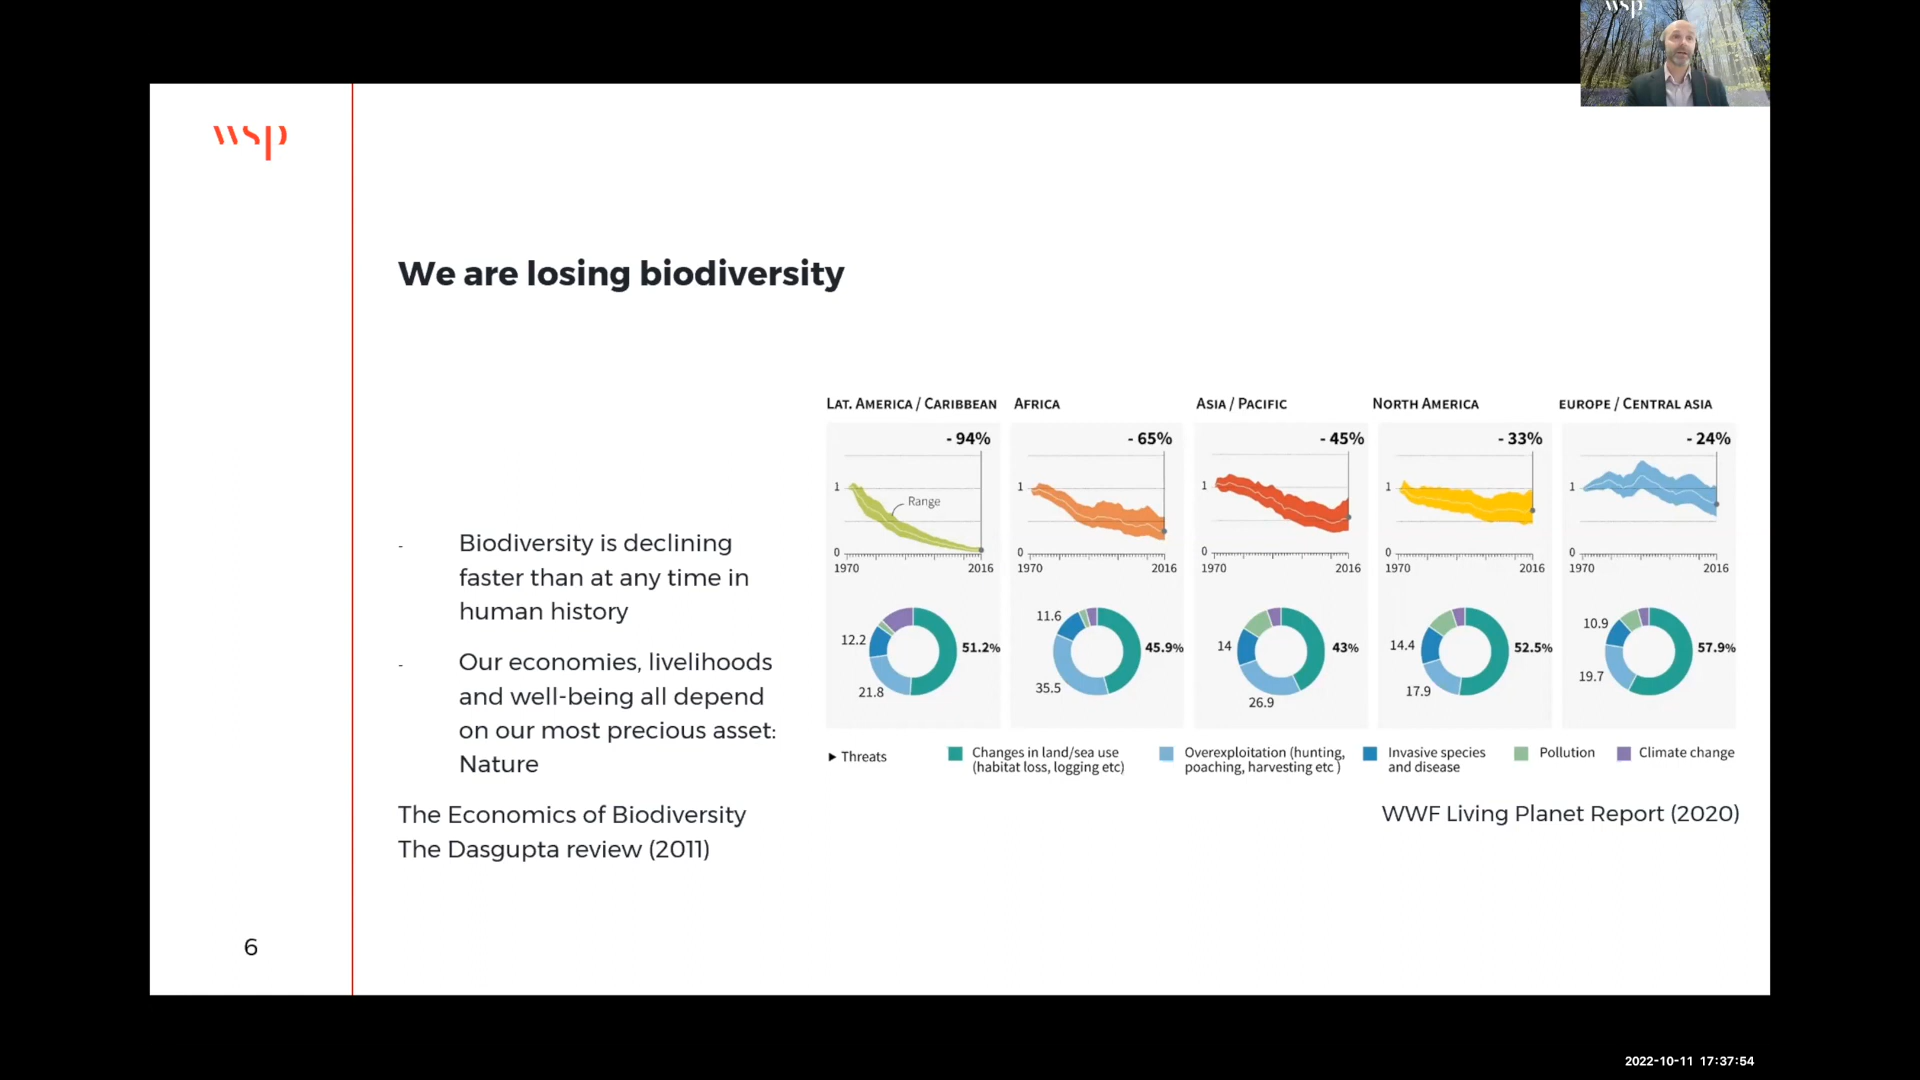 wsp
wsp
We are losing biodiversity
- Biodiversity is declining
faster than at any time in
human history
- Our economies, livelihoods
and well-being all depend
on our most precious asset:
Nature
The Economics of Biodiversity
The Dasgupta review (2011)
LAT. AMERICA / CARIBBEAN
- 94%
1
Range
0
1970 2016
12.2
51.2%
21.8
AFRICA
- 65%
1
0
1970 2016
11.6
45.9%
35.5
ASIA / PACIFIC
- 45%
1
0
1970 2016
14
43%
26.9
NORTH AMERICA
- 33%
1
0
1970 2016
14.4
52.5%
17.9
EUROPE / CENTRAL ASIA
- 24%
1
0
1970 2016
10.9
57.9%
19.7
Threats
Changes in land/sea use
(habitat loss, logging etc)
Overexploitation (hunting,
poaching, harvesting etc )
Invasive species
and disease
Pollution
Climate change
WWF Living Planet Report (2020)
6
2022-10-11 17:37:54